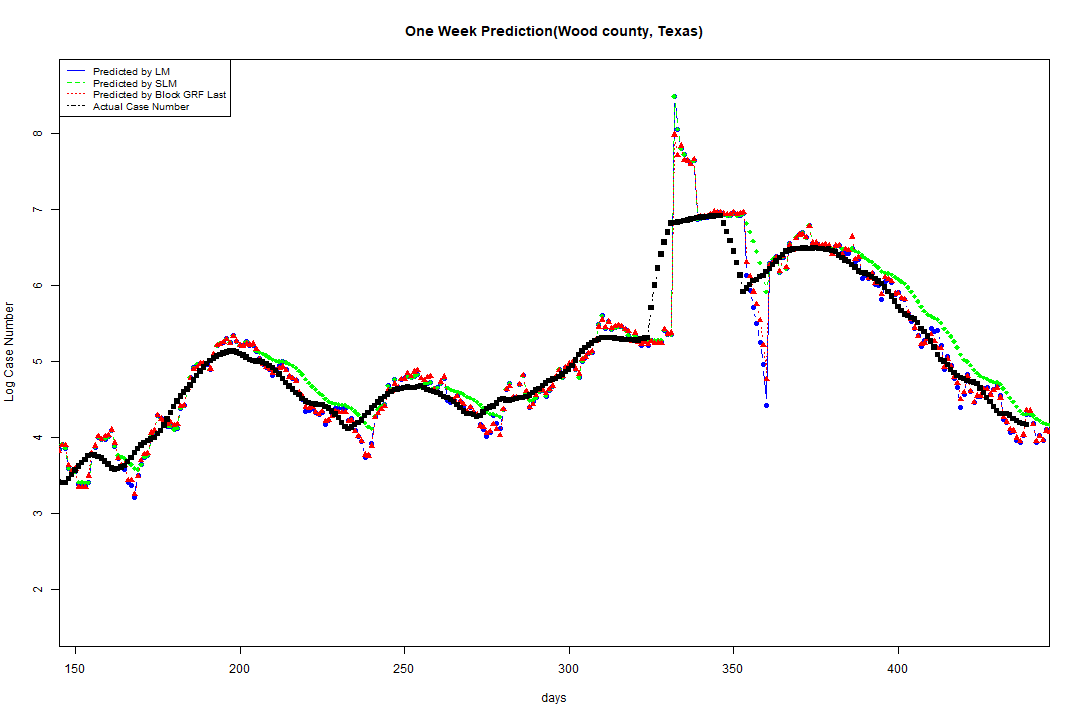 One Week Prediction(Wood county, Texas)
Predicted by LM
Predicted by SLM
Predicted by Block GRF Last
Actual Case Number
8
7
6
5
4
3
2
Log Case Number
150 200 250 300 350 400
days